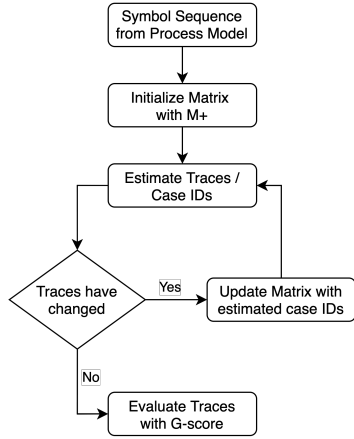 Symbol Sequence
from Process Model
Initialize Matrix
with M+
Estimate Traces /
Case IDs
Traces have
changed
Yes
Update Matrix with
estimated case IDs
No
Evaluate Traces
with G-score